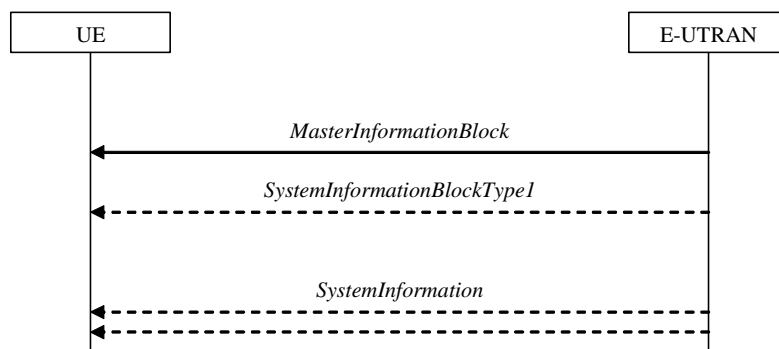 UE
E-UTRAN
MasterInformationBlock
SystemInformationBlockType1
SystemInformation